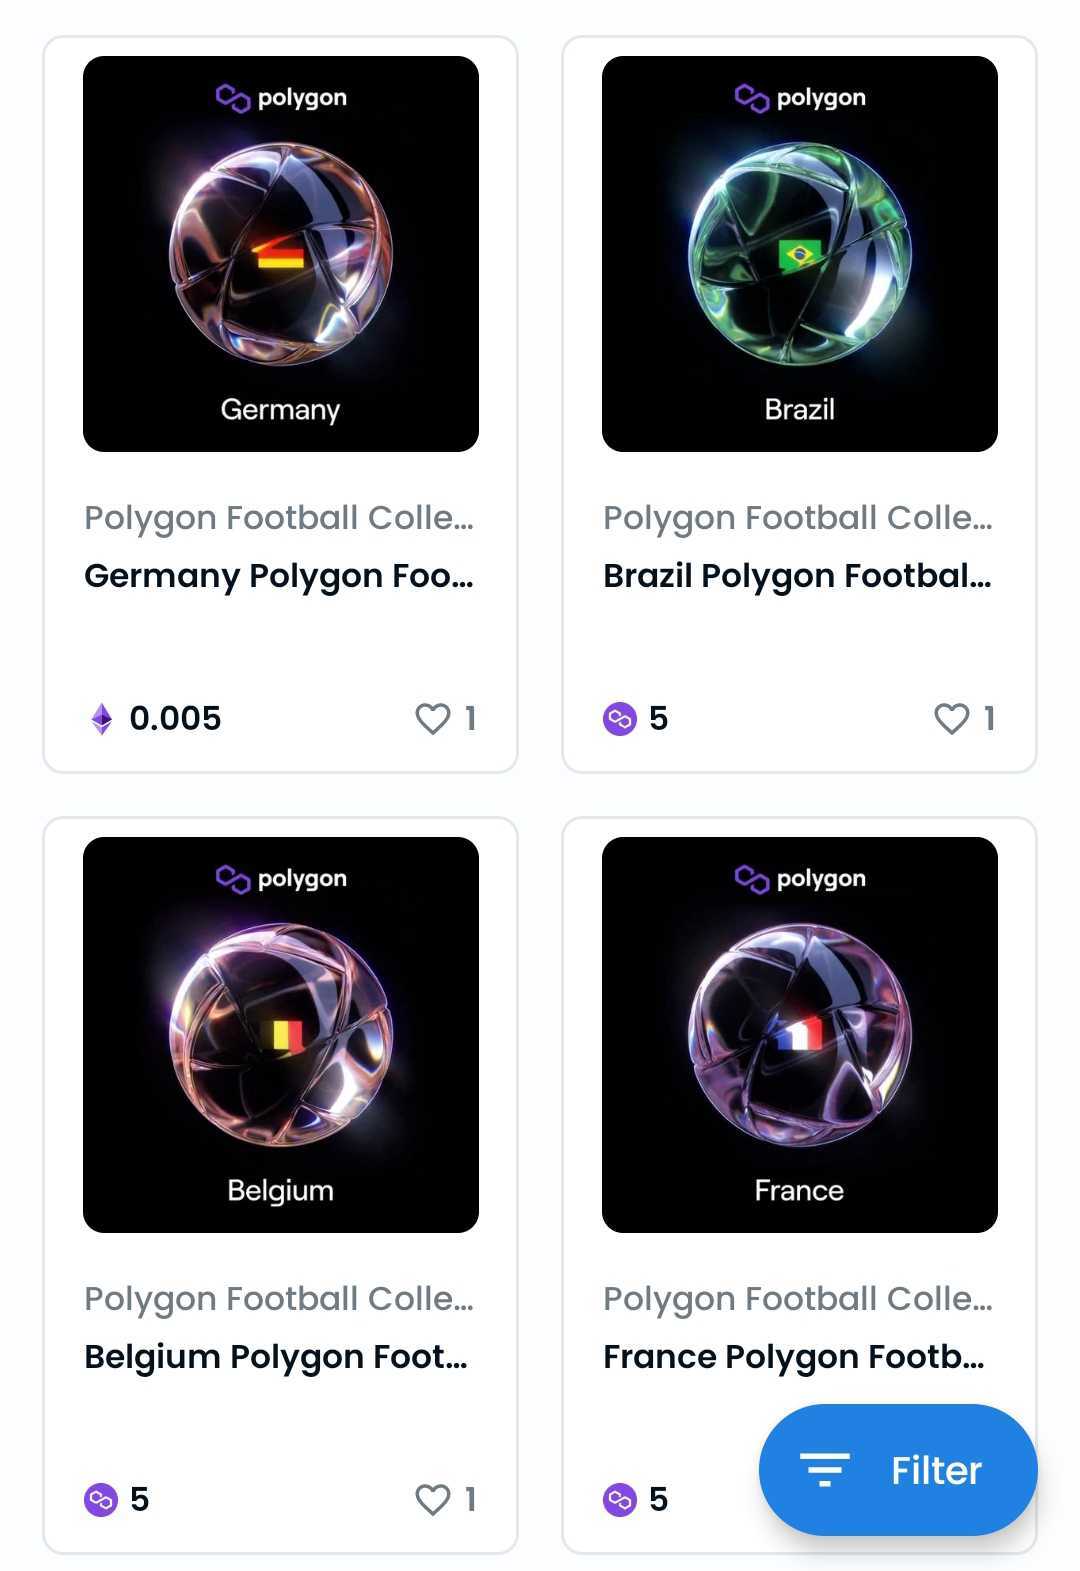 polygon
Germany
Polygon Football Colle...
Germany Polygon Foo...
0.005
1
polygon
Brazil
Polygon Football Colle...
Brazil Polygon Footbal...
5
1
polygon
Belgium
Polygon Football Colle...
Belgium Polygon Foot...
5
1
polygon
France
Polygon Football Colle...
France Polygon Footb...
5
Filter